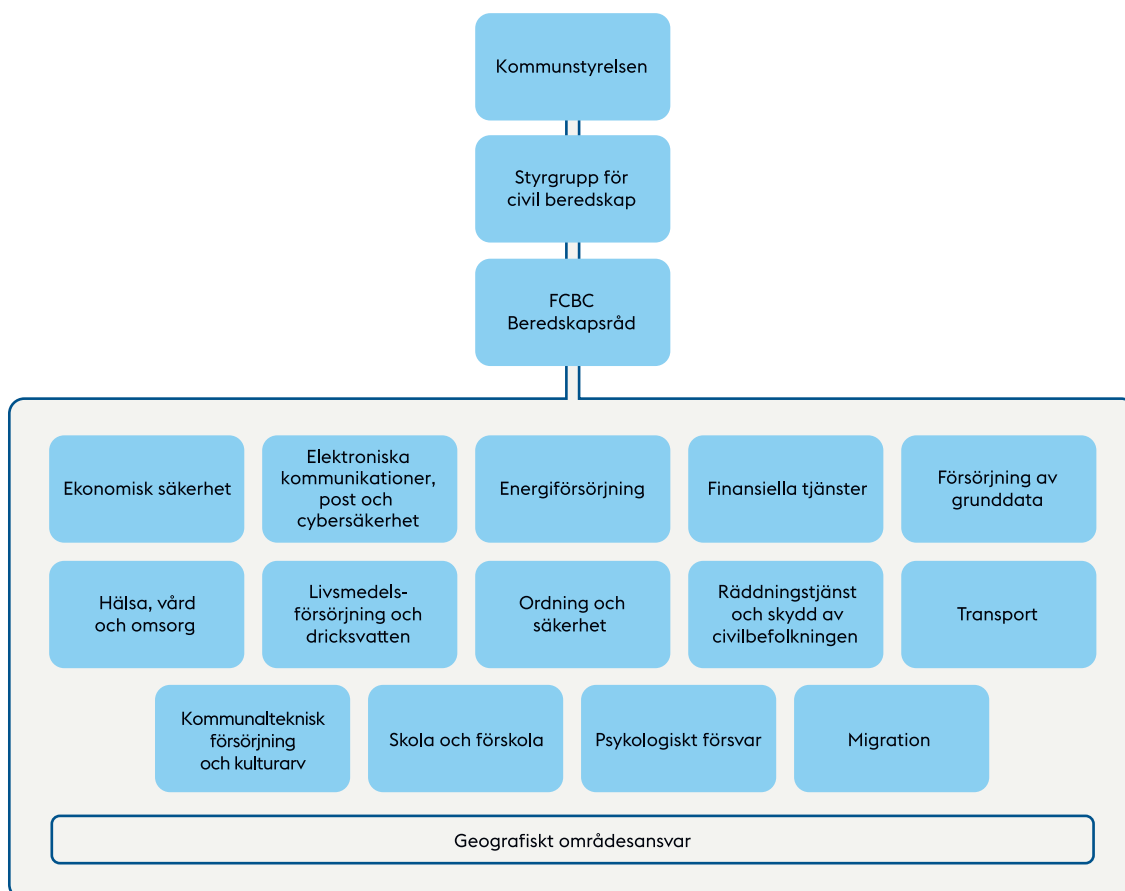 Kommunstyrelsen
Styrgrupp för
civil beredskap
FCBC
Beredskapsråd
Ekonomisk säkerhet
Elektroniska
kommunikationer,
post och
cybersäkerhet
Energiförsörjning
Finansiella tjänster
Försörjning av
grunddata
Hälsa, vård
och omsorg
Livsmedels-
försörjning och
dricksvatten
Ordning och
säkerhet
Räddningstjänst
och skydd av
civilbefolkningen
Transport
Kommunalteknisk
försörjning
och kulturarv
Skola och förskola
Psykologiskt försvar
Migration
Geografiskt områdesansvar